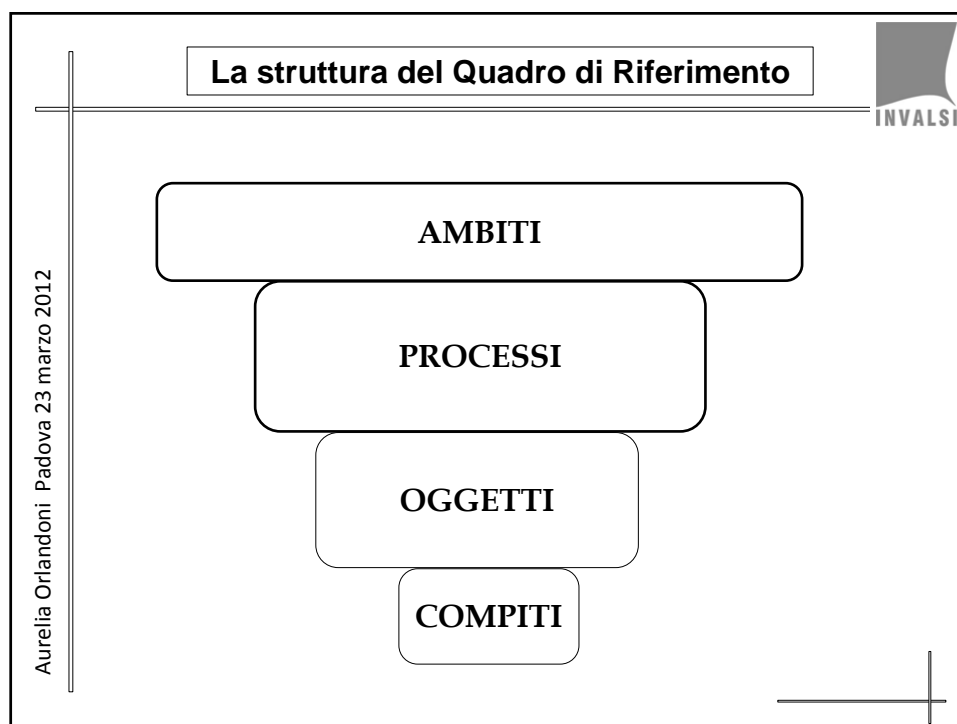 La struttura del Quadro di Riferimento
INVALSI
AMBITI
PROCESSI
OGGETTI
COMPITI
Aurelia Orlandoni Padova 23 marzo 2012